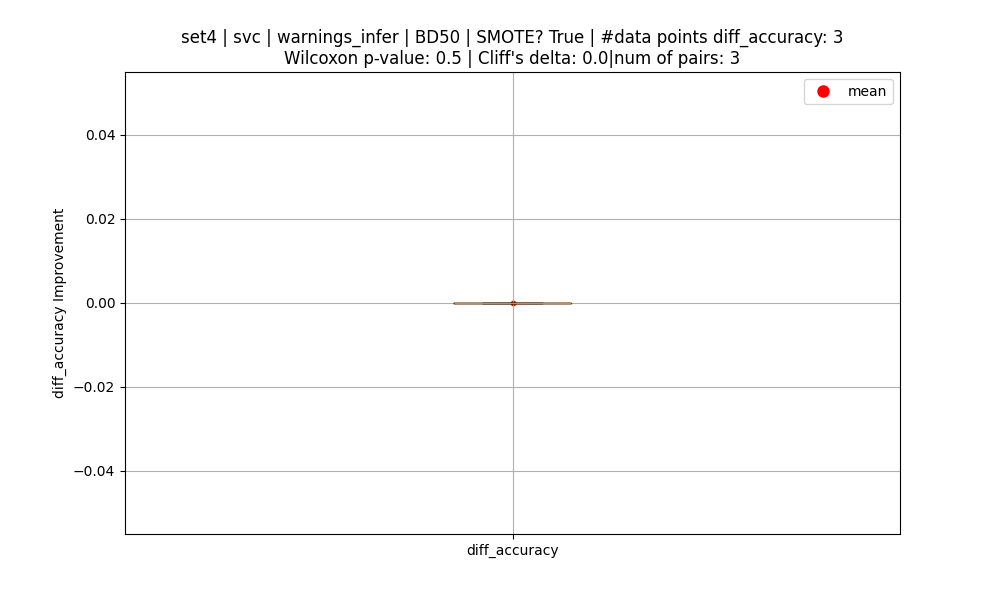 set4 | svc | warnings_infer | BD50 | SMOTE? True | #data points diff_accuracy: 3
Wilcoxon p-value: 0.5 | Cliff's delta: 0.0|num of pairs: 3
mean
0.04
0.02
0.00
−0.02
−0.04
diff_accuracy Improvement
diff_accuracy